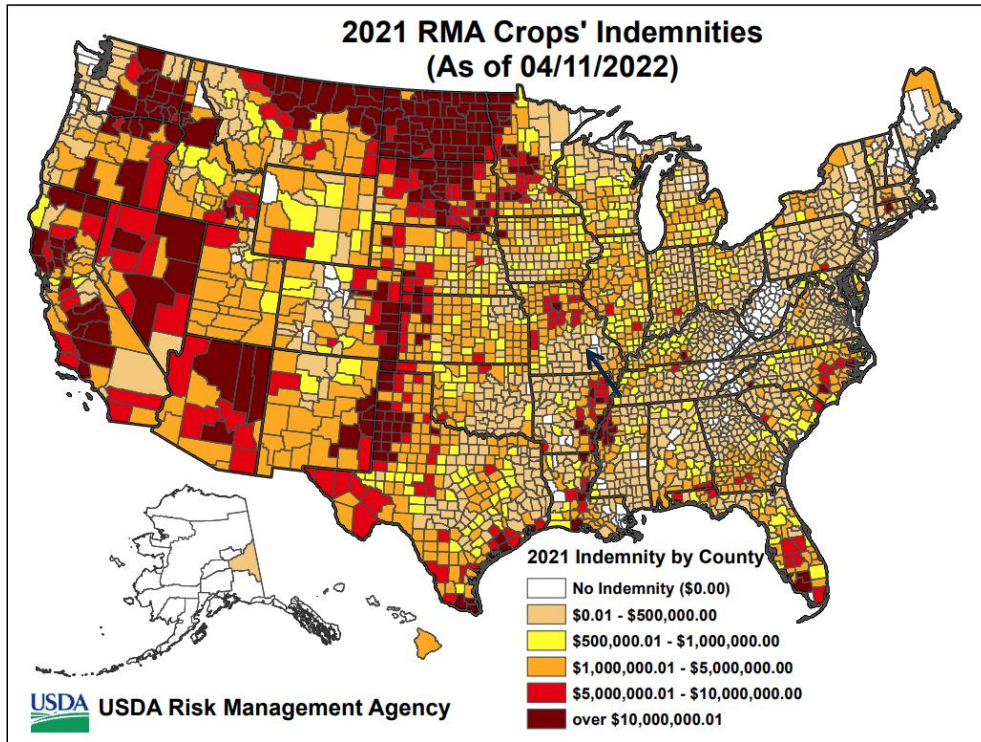 2021 RMA Crops' Indemnities
(As of 04/11/2022)
2021 Indemnity by County
No Indemnity ($0.00)
$0.01 - $500,000.00
$500,000.01 - $1,000,000.00
$1,000,000.01 - $5,000,000.00
$5,000,000.01 - $10,000,000.00
over $10,000,000.01
USDA USDA Risk Management Agency